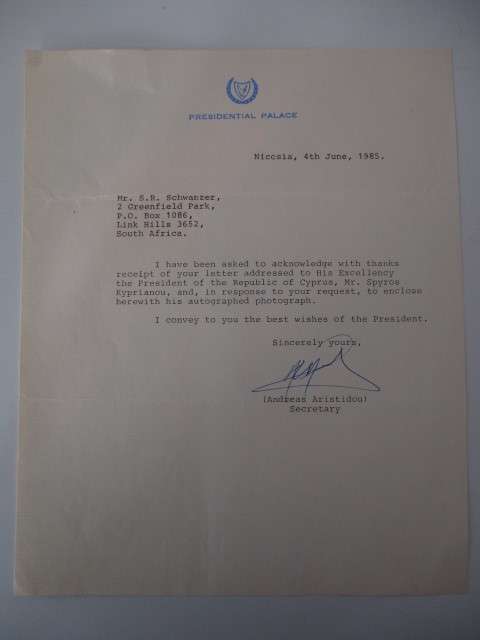 PRESIDENTIAL PALACE
Nicosia, 4th June, 1985.
Mr. S.R. Schwanzer,
2 Greenfield Park,
P.O. Box 1086,
Link Hills 3652,
South Africa.
I have been asked to acknowledge with thanks
receipt of your letter addressed to His Excellency
the President of the Republic of Cyprus, Mr. Spyros
Kyprianou, and, in response to your request, to enclose
herewith his autographed photograph.
I convey to you the best wishes of the President.
Sincerely yours,
(Andreas Aristidou)
Secretary